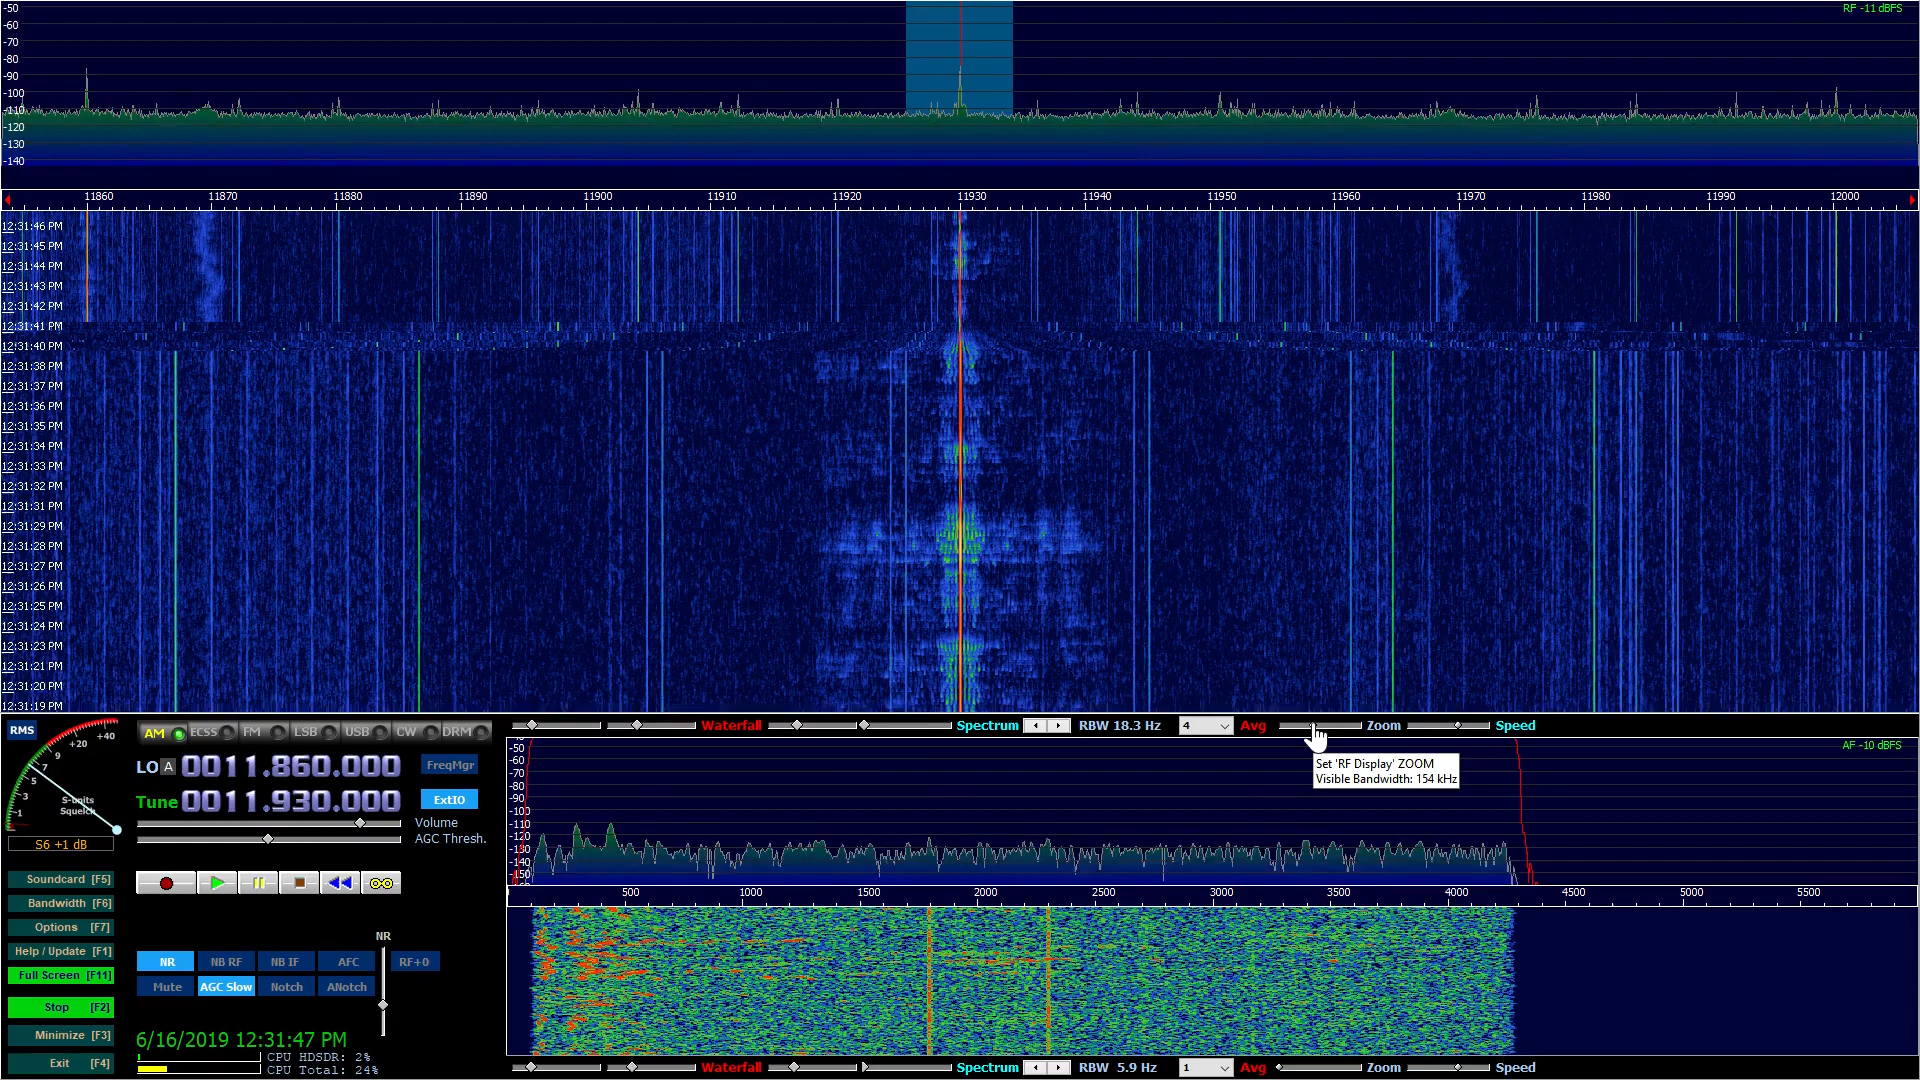 -50
-60
-70
-80
-90
-100
-110
-120
-130
-140
RF -11 dBFS
11860 11870 11880 11890 11900 11910 11920 11930 11940 11950 11960 11970 11980 11990 12000
12:31:46 PM
12:31:45 PM
12:31:44 PM
12:31:43 PM
12:31:42 PM
12:31:41 PM
12:31:40 PM
12:31:38 PM
12:31:37 PM
12:31:36 PM
12:31:35 PM
12:31:34 PM
12:31:33 PM
12:31:32 PM
12:31:31 PM
12:31:29 PM
12:31:28 PM
12:31:27 PM
12:31:26 PM
12:31:25 PM
12:31:24 PM
12:31:23 PM
12:31:21 PM
12:31:20 PM
12:31:19 PM
RMS
1 3 5 7 9 +20 +40
S-units
Squelch
S6 +1 dB
AM ECSS FM LSB USB CW DRM
LO A 0011.860.000 FreqMgr
Tune 0011.930.000 ExtIO
Volume
AGC Thresh.
Soundcard [F5]
Bandwidth [F6]
Options [F7]
Help / Update [F1]
Full Screen [F11]
Stop [F2]
Minimize [F3]
Exit [F4]
NR
NR NB RF NB IF AFC RF+0
Mute AGC Slow Notch ANotch
6/16/2019 12:31:47 PM
CPU HDSDR: 2%
CPU Total: 24%
Waterfall Spectrum RBW 18.3 Hz 4 Avg Zoom Speed
Set 'RF Display' ZOOM
Visible Bandwidth: 154 kHz
AF -10 dBFS
-50
-60
-70
-80
-90
-100
-110
-120
-130
-140
-150
500 1000 1500 2000 2500 3000 3500 4000 4500 5000 5500
Waterfall Spectrum RBW 5.9 Hz 1 Avg Zoom Speed